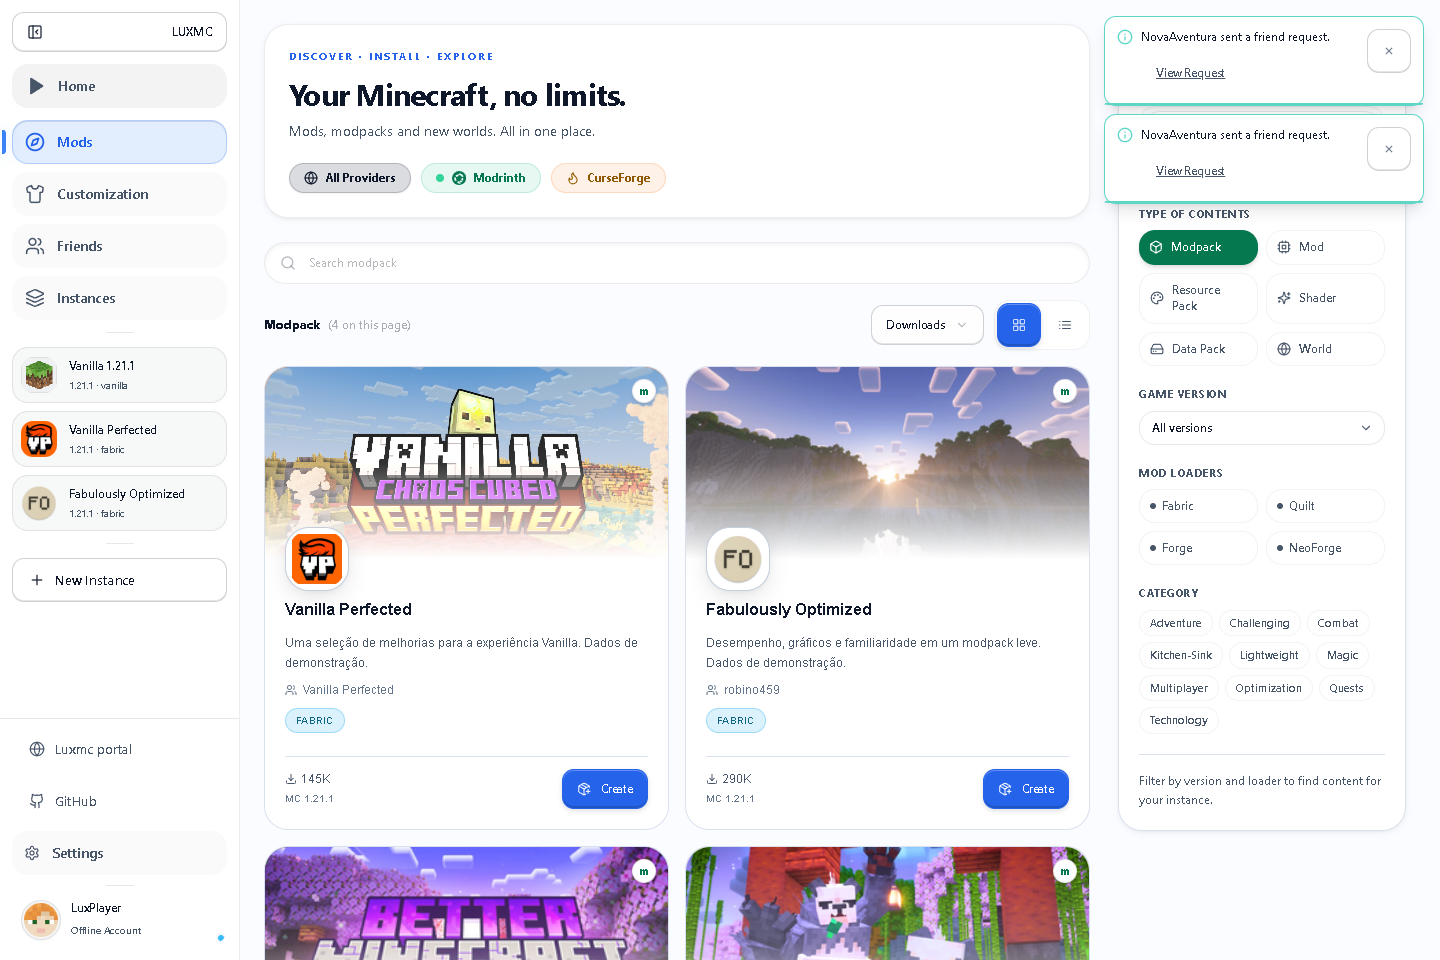 LUXMC
Home
Mods
Customization
Friends
Instances
Vanilla 1.21.1
1.21.1 · vanilla
VP
Vanilla Perfected
1.21.1 · fabric
FO
Fabulously Optimized
1.21.1 · fabric
New Instance
Luxmc portal
GitHub
Settings
LuxPlayer
Offline Account
DISCOVER · INSTALL · EXPLORE
Your Minecraft, no limits.
Mods, modpacks and new worlds. All in one place.
All Providers
Modrinth
CurseForge
Search modpack
Modpack (4 on this page)
Downloads
m
VANILLA
CHAOS CUBED
PERFECTED
VP
Vanilla Perfected
Uma seleção de melhorias para a experiência Vanilla. Dados de
demonstração.
Vanilla Perfected
FABRIC
145K
MC 1.21.1
Create
m
FO
Fabulously Optimized
Desempenho, gráficos e familiaridade em um modpack leve.
Dados de demonstração.
robino459
FABRIC
290K
MC 1.21.1
Create
m
BETTER
MINECRAFT
m
NovaAventura sent a friend request.
View Request
NovaAventura sent a friend request.
View Request
TYPE OF CONTENTS
Modpack
Mod
Resource
Pack
Shader
Data Pack
World
GAME VERSION
All versions
MOD LOADERS
Fabric
Quilt
Forge
NeoForge
CATEGORY
Adventure
Challenging
Combat
Kitchen-Sink
Lightweight
Magic
Multiplayer
Optimization
Quests
Technology
Filter by version and loader to find content for
your instance.